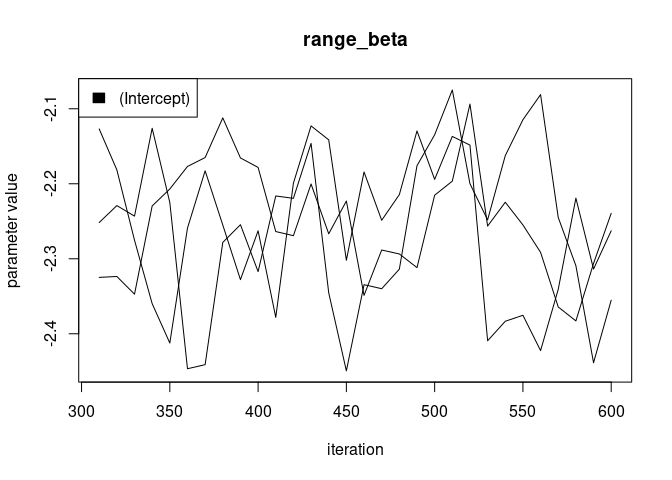 range_beta
(Intercept)
parameter value
-2.1
-2.2
-2.3
-2.4
300 350 400 450 500 550 600
iteration